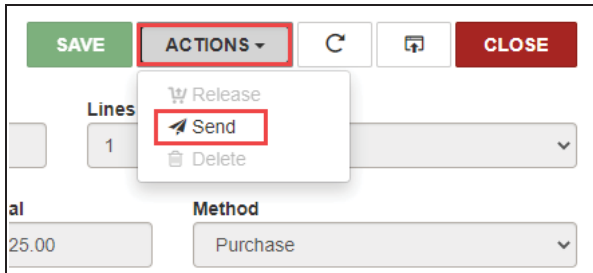 SAVE ACTIONS CLOSE
Release
Lines
Send
1
Delete
al Method
25.00 Purchase